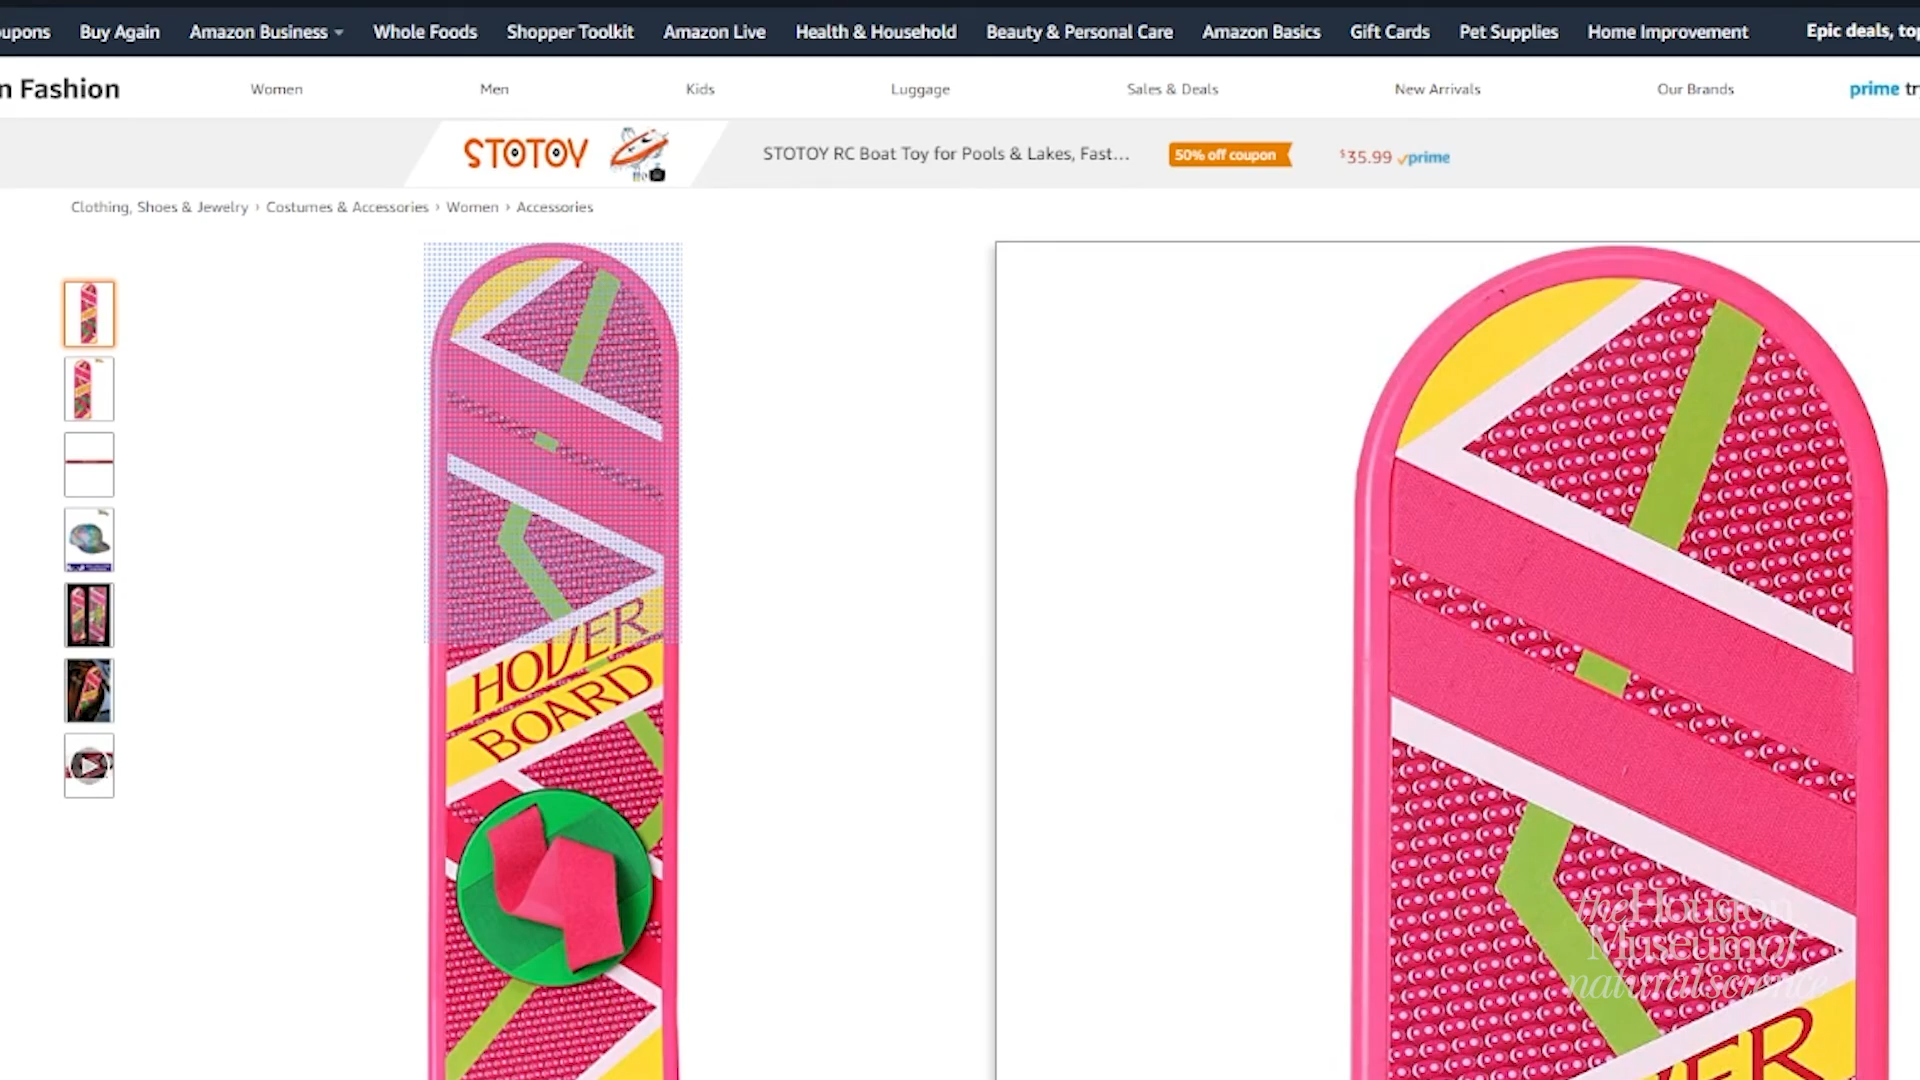 upons Buy Again Amazon Business Whole Foods Shopper Toolkit Amazon Live Health & Household Beauty & Personal Care Amazon Basics Gift Cards Pet Supplies Home Improvement Epic deals, top
n Fashion Women Men Kids Luggage Sales & Deals New Arrivals Our Brands prime try
STOTOY STOTOY RC Boat Toy for Pools & Lakes, Fast... 50% off coupon $35.99 prime
Clothing, Shoes & Jewelry › Costumes & Accessories › Women › Accessories
HOVER
BOARD
the Houston
Museum of
natural science
VER